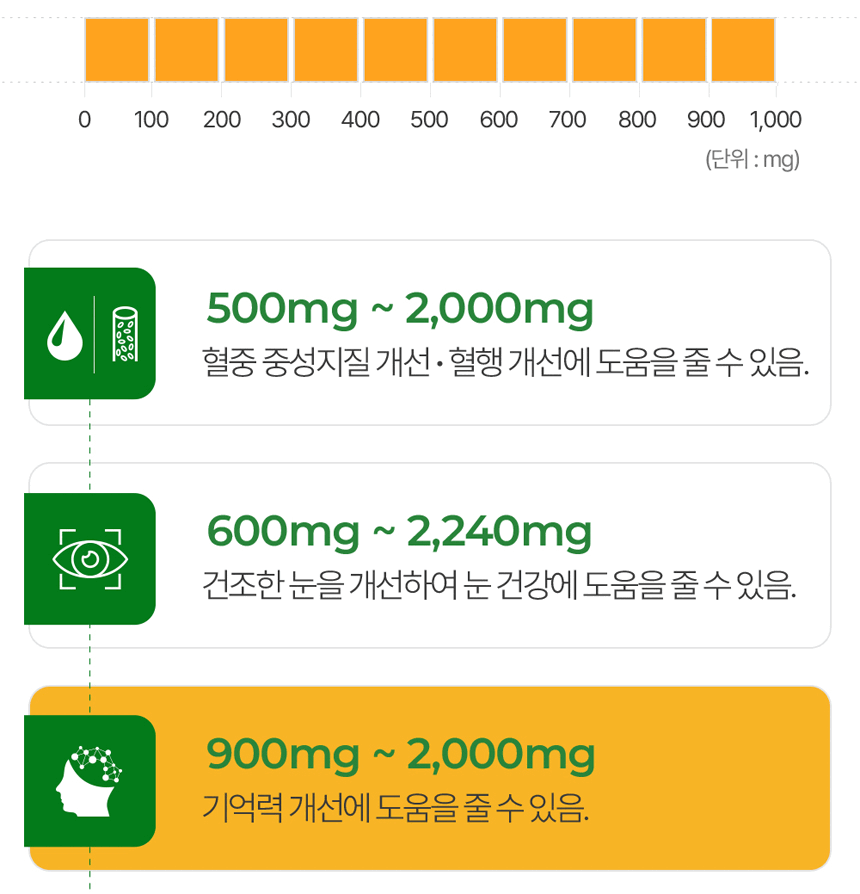 0 100 200 300 400 500 600 700 800 900 1,000
(단위 : mg)
500mg ~ 2,000mg
혈중 중성지질 개선 • 혈행 개선에 도움을 줄 수 있음.
600mg ~ 2,240mg
건조한 눈을 개선하여 눈 건강에 도움을 줄 수 있음.
900mg ~ 2,000mg
기억력 개선에 도움을 줄 수 있음.